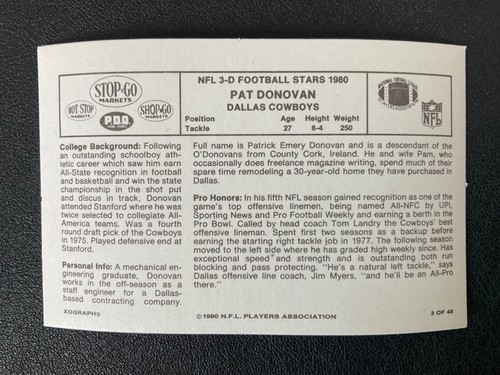 NFL 3-D FOOTBALL STARS 1980
PAT DONOVAN
DALLAS COWBOYS
STOP·N·GO
MARKETS
HOT STOP
MARKETS
P.D.Q.
SHOP·N·GO
MARKETS
Position Age Height Weight
Tackle 27 6-4 250
NFL
College Background: Following
an outstanding schoolboy ath-
letic career which saw him earn
All-State recognition in football
and basketball and win the state
championship in the shot put
and discus in track, Donovan
attended Stanford where he was
twice selected to collegiate All-
America teams. Was a fourth
round draft pick of the Cowboys
in 1975. Played defensive end at
Stanford.
Personal Info: A mechanical en-
gineering graduate, Donovan
works in the off-season as a
staff engineer for a Dallas-
based contracting company.
Full name is Patrick Emery Donovan and is a descendant of the
O'Donovans from County Cork, Ireland. He and wife Pam, who
occasionally does freelance magazine writing, spend much of their
spare time remodeling a 30-year-old home they have purchased in
Dallas.
Pro Honors: In his fifth NFL season gained recognition as one of the
game's top offensive linemen, being named All-NFC by UPI,
Sporting News and Pro Football Weekly and earning a berth in the
Pro Bowl. Called by head coach Tom Landry the Cowboys' best
offensive lineman. Spent first two seasons as a backup before
earning the starting right tackle job in 1977. The following season
moved to the left side where he has graded high weekly since. Has
exceptional speed and strength and is outstanding both run
blocking and pass protecting. "He's a natural left tackle," says
Dallas offensive line coach, Jim Myers, "and he'll be an All-Pro
there."
XOGRAPH®
©1980 N.F.L. PLAYERS ASSOCIATION
3 OF 48